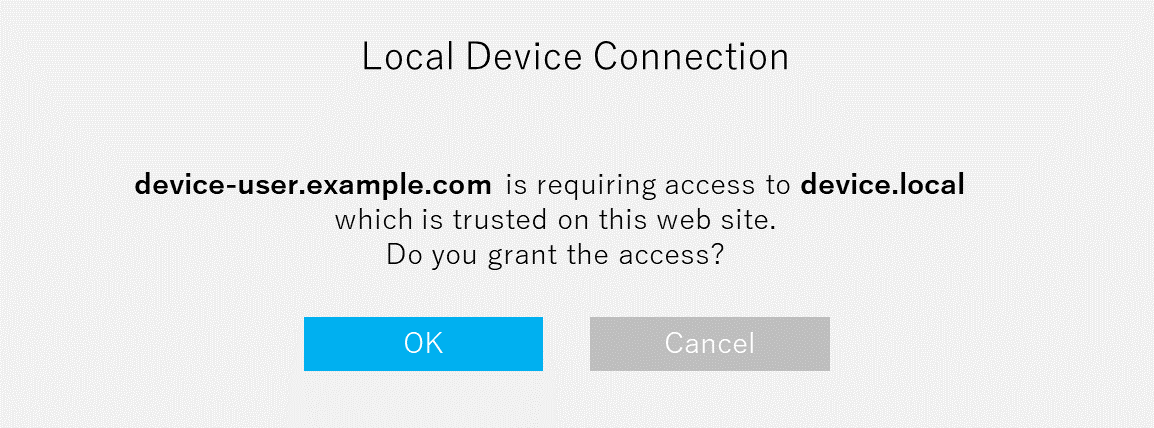 Local Device Connection
device-user.example.com is requiring access to device.local
which is trusted on this web site.
Do you grant the access?
OK
Cancel